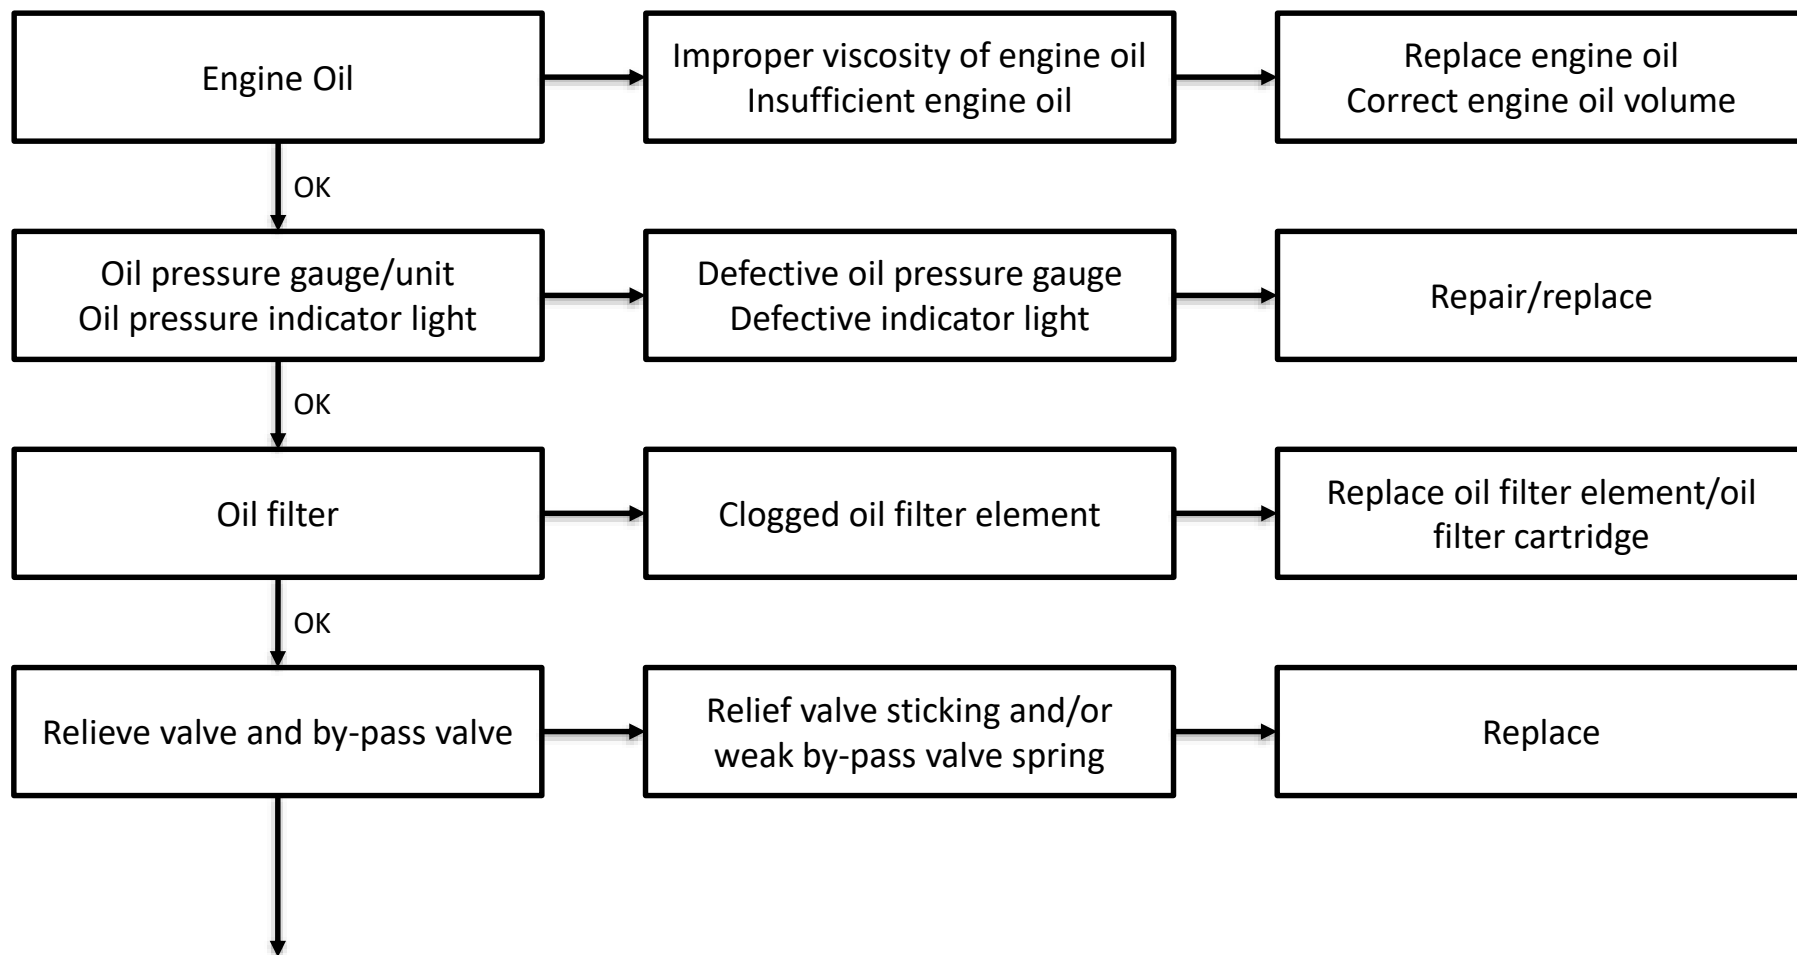 Engine Oil
Improper viscosity of engine oil
Insufficient engine oil
Replace engine oil
Correct engine oil volume
OK
Oil pressure gauge/unit
Oil pressure indicator light
Defective oil pressure gauge
Defective indicator light
Repair/replace
OK
Oil filter
Clogged oil filter element
Replace oil filter element/oil
filter cartridge
OK
Relieve valve and by-pass valve
Relief valve sticking and/or
weak by-pass valve spring
Replace